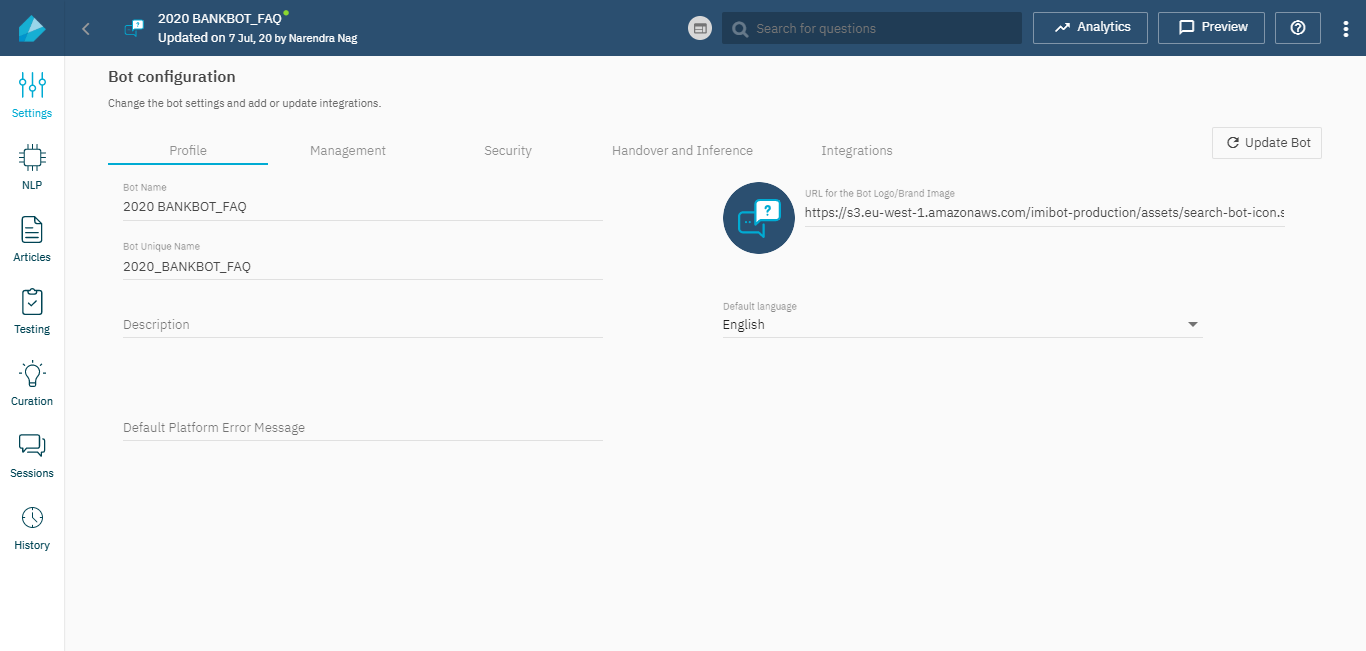 2020 BANKBOT_FAQ
Updated on 7 Jul, 20 by Narendra Nag
Search for questions
Analytics
Preview
Settings
NLP
Articles
Testing
Curation
Sessions
History
Bot configuration
Change the bot settings and add or update integrations.
Profile
Management
Security
Handover and Inference
Integrations
Update Bot
Bot Name
2020 BANKBOT_FAQ
Bot Unique Name
2020_BANKBOT_FAQ
Description
Default Platform Error Message
?
URL for the Bot Logo/Brand Image
https://s3.eu-west-1.amazonaws.com/imibot-production/assets/search-bot-icon.s
Default language
English